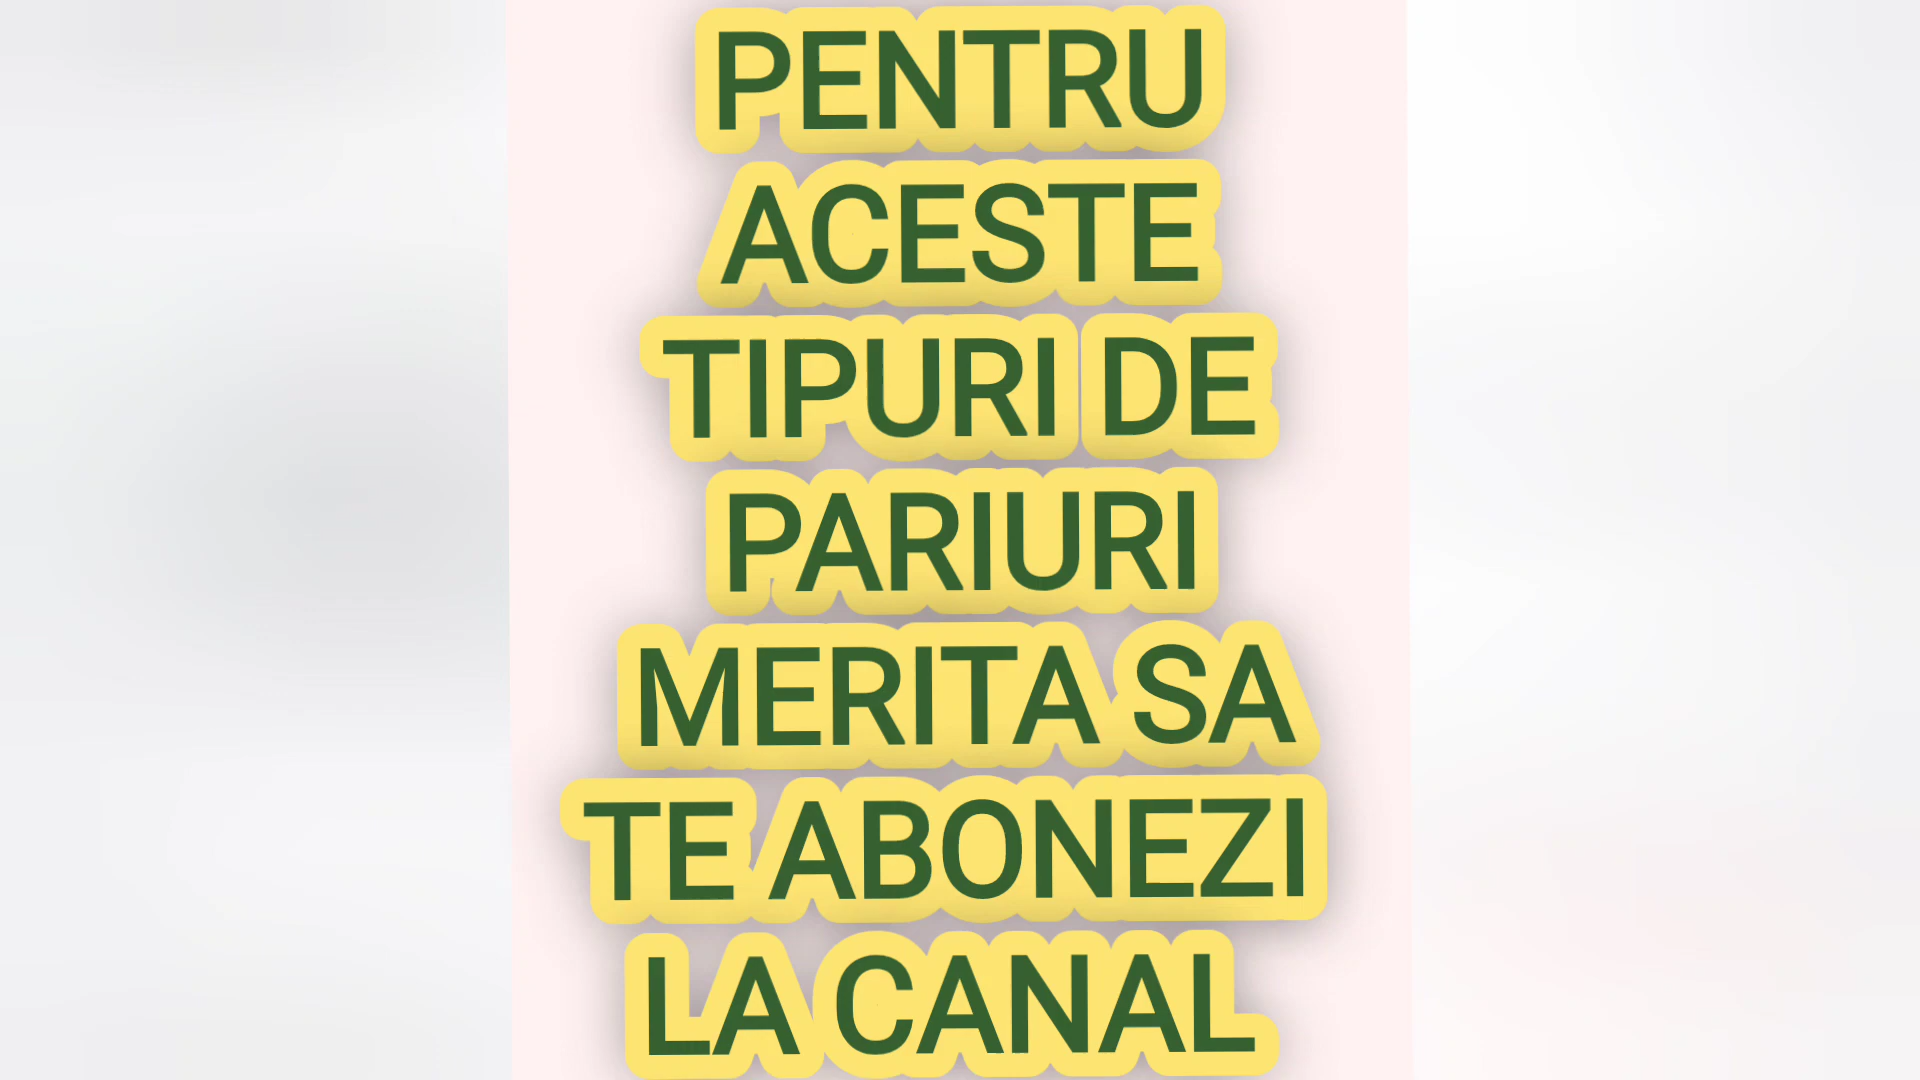 PENTRU
ACESTE
TIPURI DE
PARIURI
MERITA SA
TE ABONEZI
LA CANAL